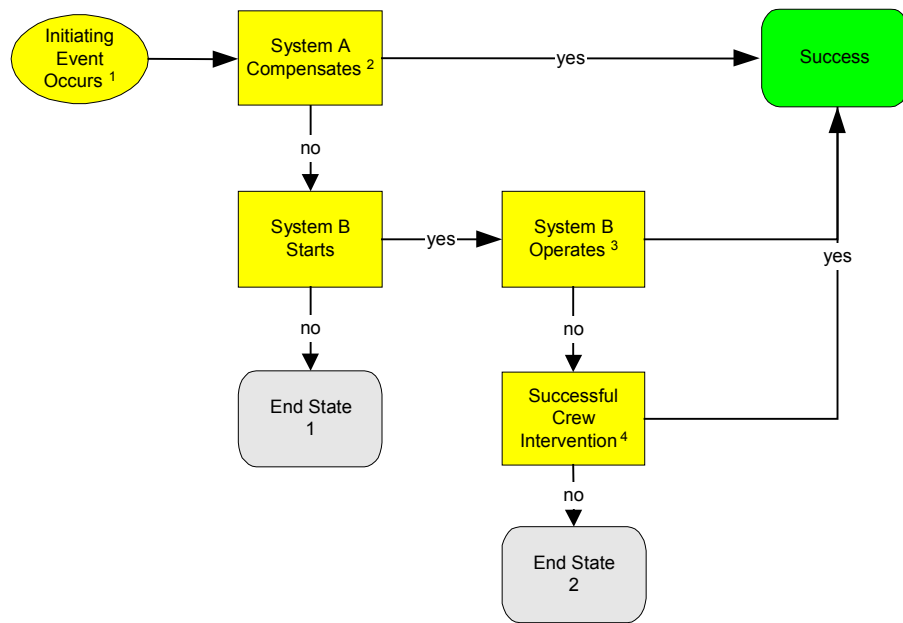 Initiating
Event
Occurs 1
System A
Compensates 2
yes
Success
no
System B
Starts
yes
System B
Operates 3
yes
no
no
End State
1
Successful
Crew
Intervention 4
no
End State
2